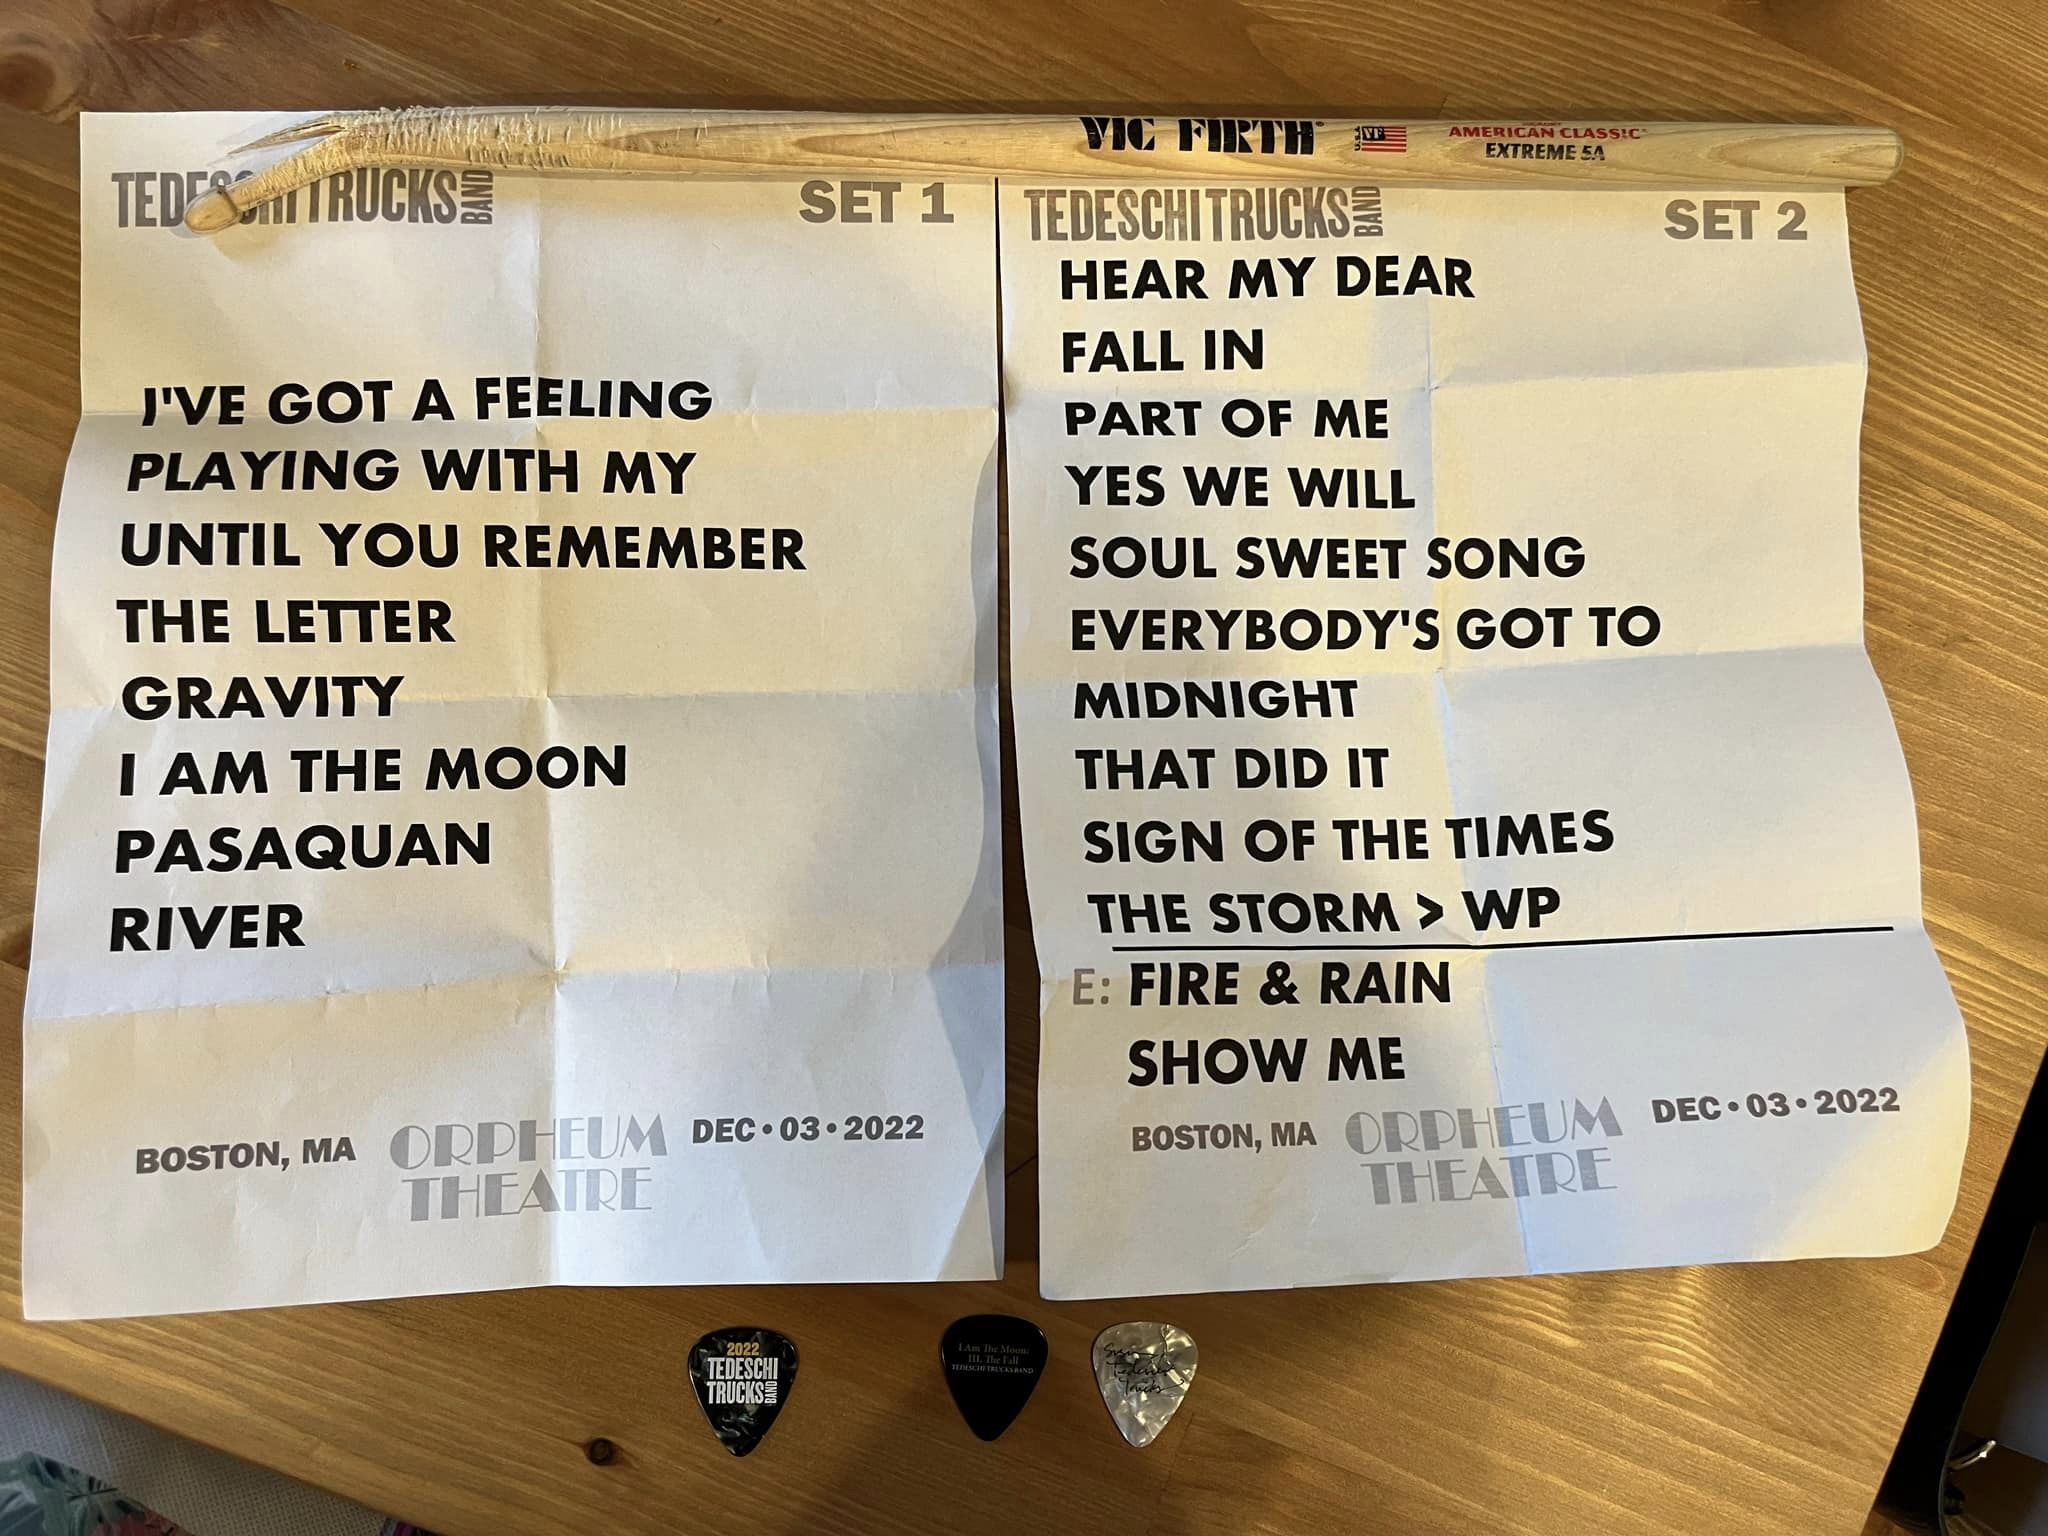 VIC FIRTH®
U.S.A. VF
AMERICAN CLASSIC®
EXTREME 5A
TEDESCHI TRUCKS BAND
SET 1
I'VE GOT A FEELING
PLAYING WITH MY
UNTIL YOU REMEMBER
THE LETTER
GRAVITY
I AM THE MOON
PASAQUAN
RIVER
BOSTON, MA
ORPHEUM
THEATRE
DEC • 03 • 2022
TEDESCHI TRUCKS BAND
SET 2
HEAR MY DEAR
FALL IN
PART OF ME
YES WE WILL
SOUL SWEET SONG
EVERYBODY'S GOT TO
MIDNIGHT
THAT DID IT
SIGN OF THE TIMES
THE STORM > WP
E: FIRE & RAIN
SHOW ME
BOSTON, MA
ORPHEUM
THEATRE
DEC • 03 • 2022
2022
TEDESCHI
TRUCKS BAND
I Am The Moon:
III. The Fall
TEDESCHI TRUCKS BAND
Susan
Tedeschi
Trucks